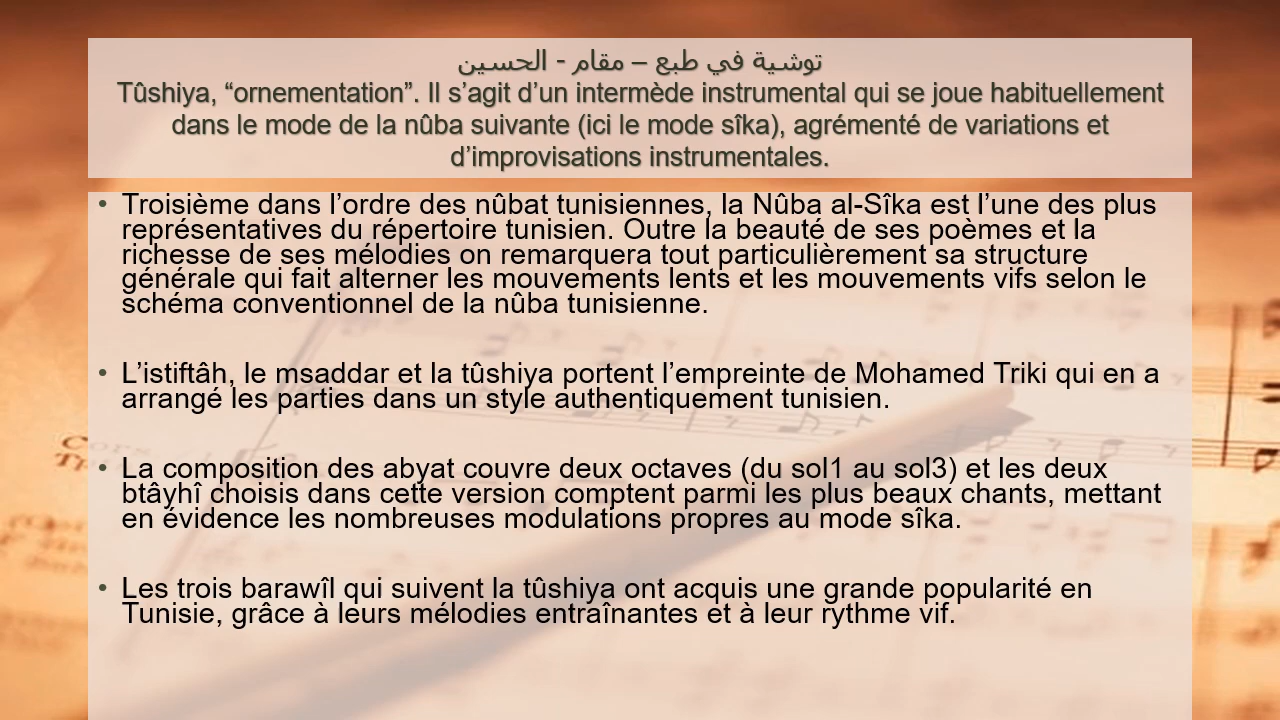 توشية في طبع – مقام - الحسين
Tûshiya, “ornementation”. Il s’agit d’un intermède instrumental qui se joue habituellement
dans le mode de la nûba suivante (ici le mode sîka), agrémenté de variations et
d’improvisations instrumentales.
• Troisième dans l’ordre des nûbat tunisiennes, la Nûba al-Sîka est l’une des plus
représentatives du répertoire tunisien. Outre la beauté de ses poèmes et la
richesse de ses mélodies on remarquera tout particulièrement sa structure
générale qui fait alterner les mouvements lents et les mouvements vifs selon le
schéma conventionnel de la nûba tunisienne.
• L’istiftâh, le msaddar et la tûshiya portent l’empreinte de Mohamed Triki qui en a
arrangé les parties dans un style authentiquement tunisien.
• La composition des abyat couvre deux octaves (du sol1 au sol3) et les deux
btâyhî choisis dans cette version comptent parmi les plus beaux chants, mettant
en évidence les nombreuses modulations propres au mode sîka.
• Les trois barawîl qui suivent la tûshiya ont acquis une grande popularité en
Tunisie, grâce à leurs mélodies entraînantes et à leur rythme vif.